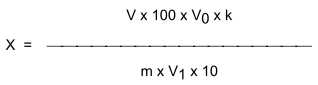 V x 100 x V₀ x k
X =
m x V₁ x 10